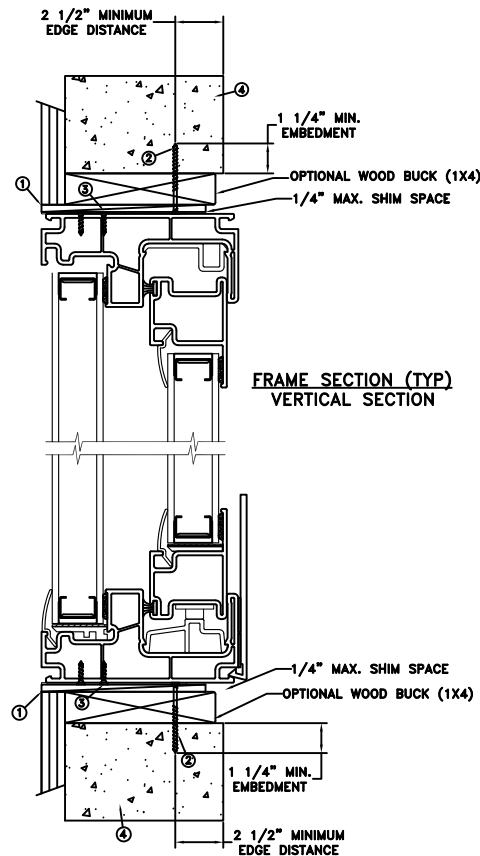 2 1/2" MINIMUM
EDGE DISTANCE
4
1 1/4" MIN.
EMBEDMENT
2
OPTIONAL WOOD BUCK (1X4)
1
3
1/4" MAX. SHIM SPACE
FRAME SECTION (TYP)
VERTICAL SECTION
1/4" MAX. SHIM SPACE
OPTIONAL WOOD BUCK (1X4)
1
3
2
1 1/4" MIN.
EMBEDMENT
4
2 1/2" MINIMUM
EDGE DISTANCE